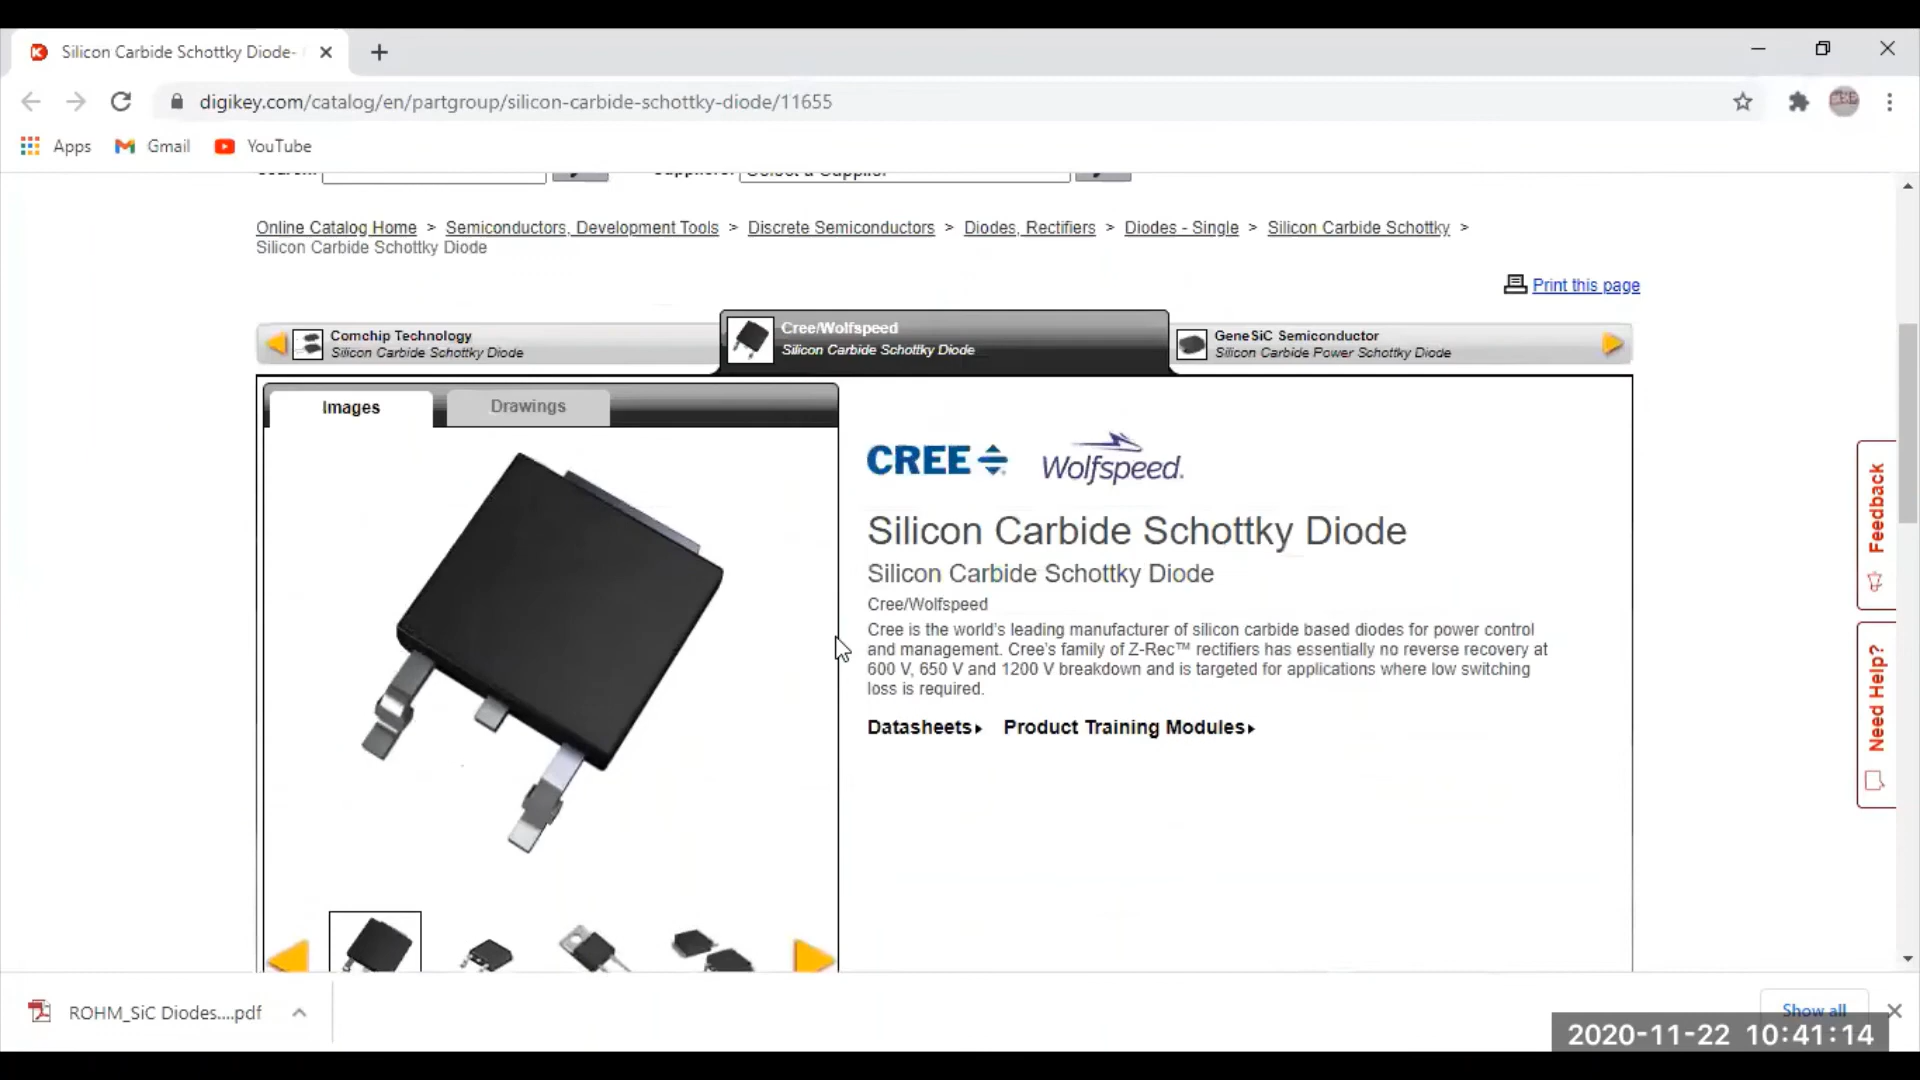 Silicon Carbide Schottky Diode-
digikey.com/catalog/en/partgroup/silicon-carbide-schottky-diode/11655
Apps
Gmail
YouTube
Select a Supplier
Online Catalog Home > Semiconductors, Development Tools > Discrete Semiconductors > Diodes, Rectifiers > Diodes - Single > Silicon Carbide Schottky >
Silicon Carbide Schottky Diode
Print this page
Comchip Technology
Silicon Carbide Schottky Diode
Cree/Wolfspeed
Silicon Carbide Schottky Diode
GeneSiC Semiconductor
Silicon Carbide Power Schottky Diode
Images
Drawings
CREE
Wolfspeed.
Silicon Carbide Schottky Diode
Silicon Carbide Schottky Diode
Cree/Wolfspeed
Cree is the world's leading manufacturer of silicon carbide based diodes for power control
and management. Cree's family of Z-Rec™ rectifiers has essentially no reverse recovery at
600 V, 650 V and 1200 V breakdown and is targeted for applications where low switching
loss is required.
Datasheets
Product Training Modules
Feedback
Need Help?
ROHM_SiC Diodes....pdf
Show all
2020-11-22 10:41:14